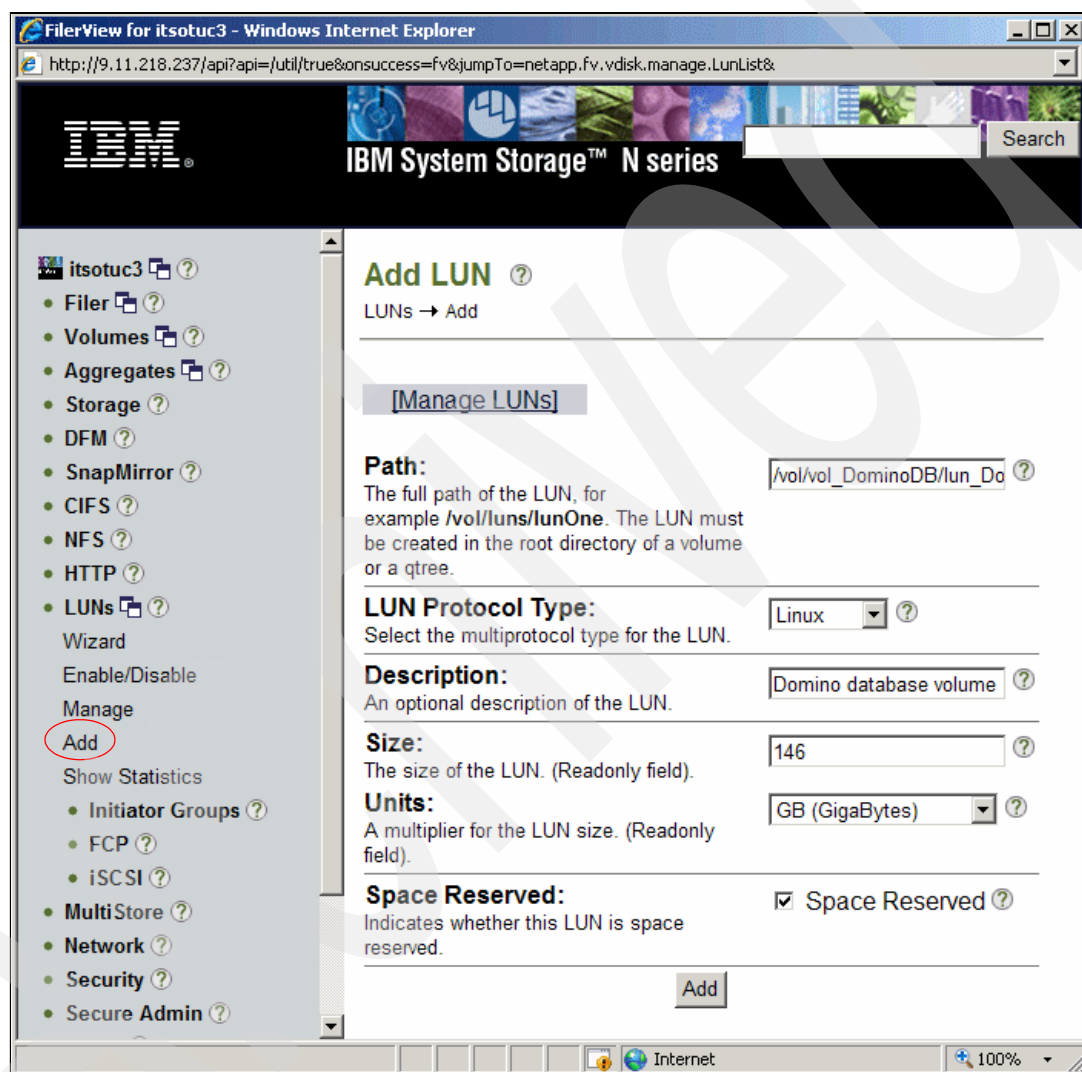 FilerView for itsotuc3 - Windows Internet Explorer
http://9.11.218.237/api?api=/util/true&onsuccess=fv&jumpTo=netapp.fv.vdisk.manage.LunList&
IBM®
IBM System Storage™ N series
Search
itsotuc3
Filer
Volumes
Aggregates
Storage
DFM
SnapMirror
CIFS
NFS
HTTP
LUNs
Wizard
Enable/Disable
Manage
Add
Show Statistics
Initiator Groups
FCP
iSCSI
MultiStore
Network
Security
Secure Admin
Add LUN
LUNs → Add
[Manage LUNs]
Path:
The full path of the LUN, for
example /vol/luns/lunOne. The LUN must
be created in the root directory of a volume
or a qtree.
/vol/vol_DominoDB/lun_Do
LUN Protocol Type:
Select the multiprotocol type for the LUN.
Linux
Description:
An optional description of the LUN.
Domino database volume
Size:
The size of the LUN. (Readonly field).
146
Units:
A multiplier for the LUN size. (Readonly
field).
GB (GigaBytes)
Space Reserved:
Indicates whether this LUN is space
reserved.
Space Reserved
Add
Internet
100%